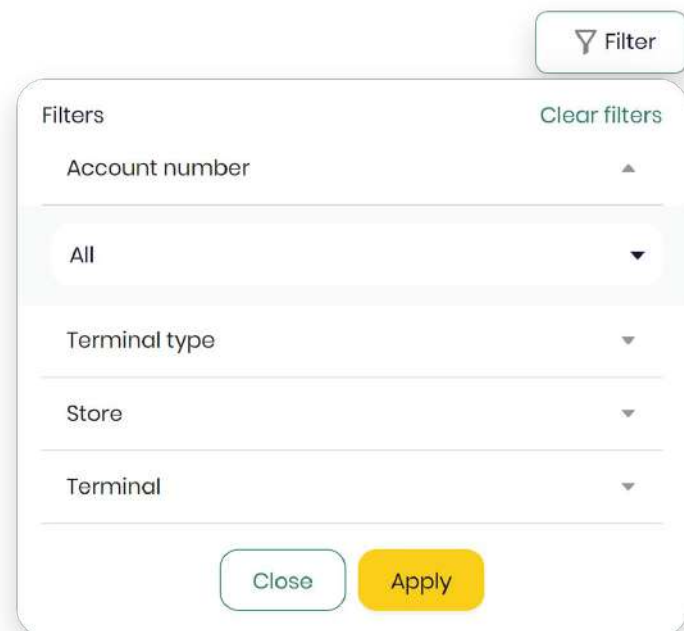 Filter
Filters
Clear filters
Account number
All
Terminal type
Store
Terminal
Close
Apply